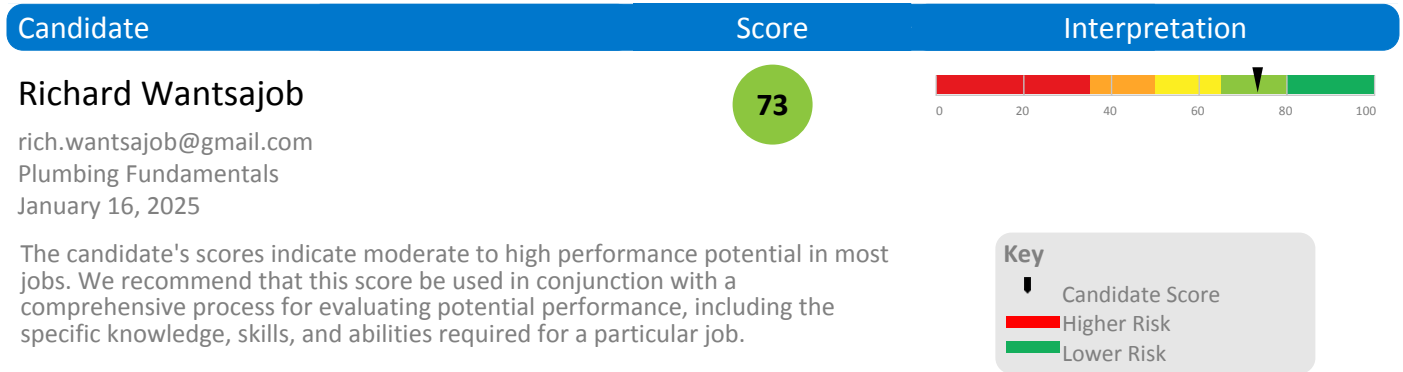 Candidate Score Interpretation
Richard Wantsajob
73
0 20 40 60 80 100
rich.wantsajob@gmail.com
Plumbing Fundamentals
January 16, 2025
The candidate's scores indicate moderate to high performance potential in most
jobs. We recommend that this score be used in conjunction with a
comprehensive process for evaluating potential performance, including the
specific knowledge, skills, and abilities required for a particular job.
Key
Candidate Score
Higher Risk
Lower Risk